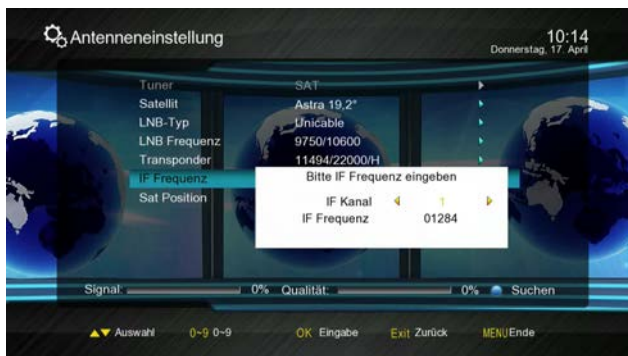 Antenneneinstellung
10:14
Donnerstag, 17. April
Tuner SAT
Satellit Astra 19,2°
LNB-Typ Unicable
LNB Frequenz 9750/10600
Transponder 11494/22000/H
IF Frequenz
Sat Position
Bitte IF Frequenz eingeben
IF Kanal 1
IF Frequenz 01284
Signal: 0% Qualität: 0% Suchen
Auswahl 0~9 0~9 OK Eingabe Exit Zurück MENU Ende